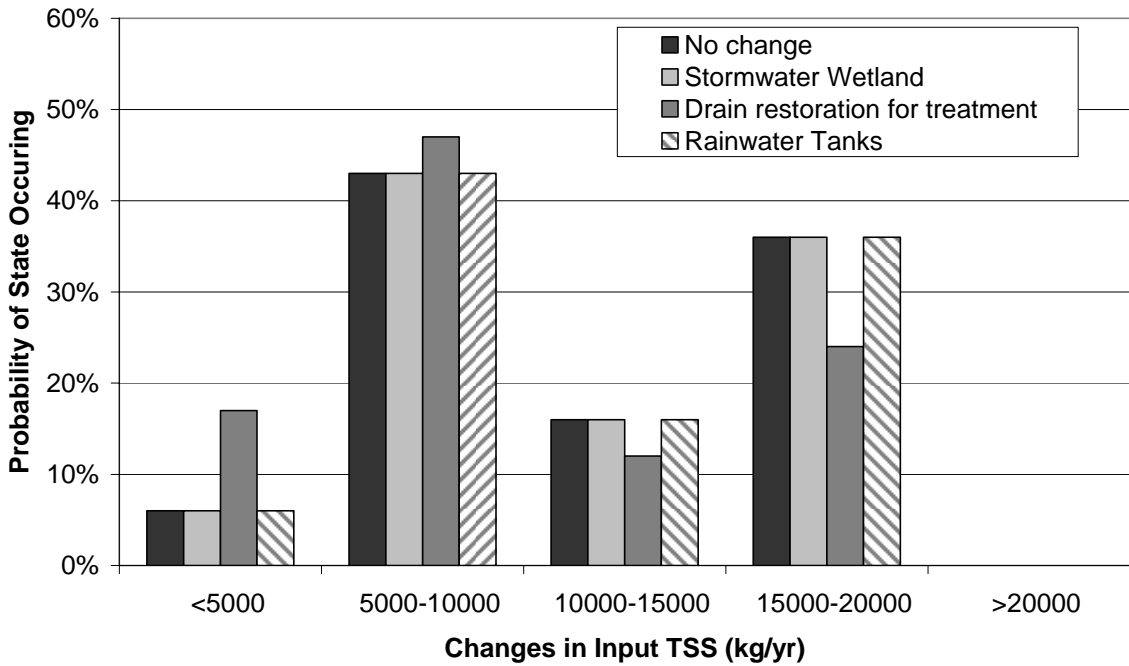 60%
50%
40%
30%
20%
10%
0%
Probability of State Occuring
No change
Stormwater Wetland
Drain restoration for treatment
Rainwater Tanks
<5000 5000-10000 10000-15000 15000-20000 >20000
Changes in Input TSS (kg/yr)